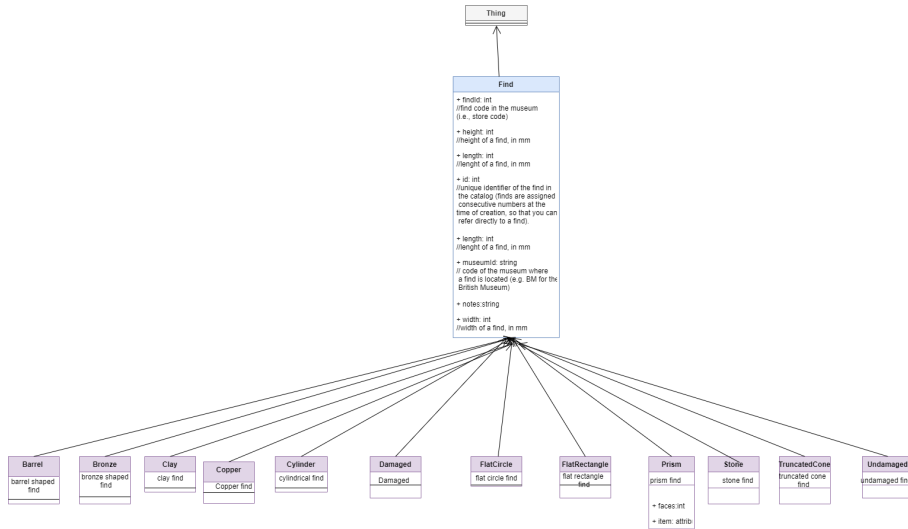 Thing
Find
+ findId: int
//find code in the museum
(i.e., store code)
+ height: int
//height of a find, in mm
+ length: int
//lenght of a find, in mm
+ id: int
//unique identifier of the find in
the catalog (finds are assigned
consecutive numbers at the
time of creation, so that you can
refer directly to a find).
+ length: int
//lenght of a find, in mm
+ museumId: string
// code of the museum where
a find is located (e.g. BM for the
British Museum)
+ notes:string
+ width: int
//width of a find, in mm
Barrel
barrel shaped
find
Bronze
bronze shaped
find
Clay
clay find
Copper
Copper find
Cylinder
cylindrical find
Damaged
Damaged
FlatCircle
flat circle find
FlatRectangle
flat rectangle
find
Prism
prism find
+ faces:int
+ item: attrib
Stone
stone find
TruncatedCone
truncated cone
find
Undamaged
undamaged find